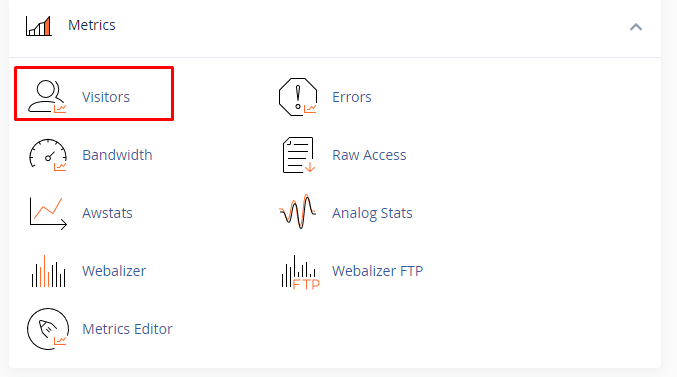 Metrics
Visitors
Errors
Bandwidth
Raw Access
Awstats
Analog Stats
Webalizer
FTP
Webalizer FTP
Metrics Editor